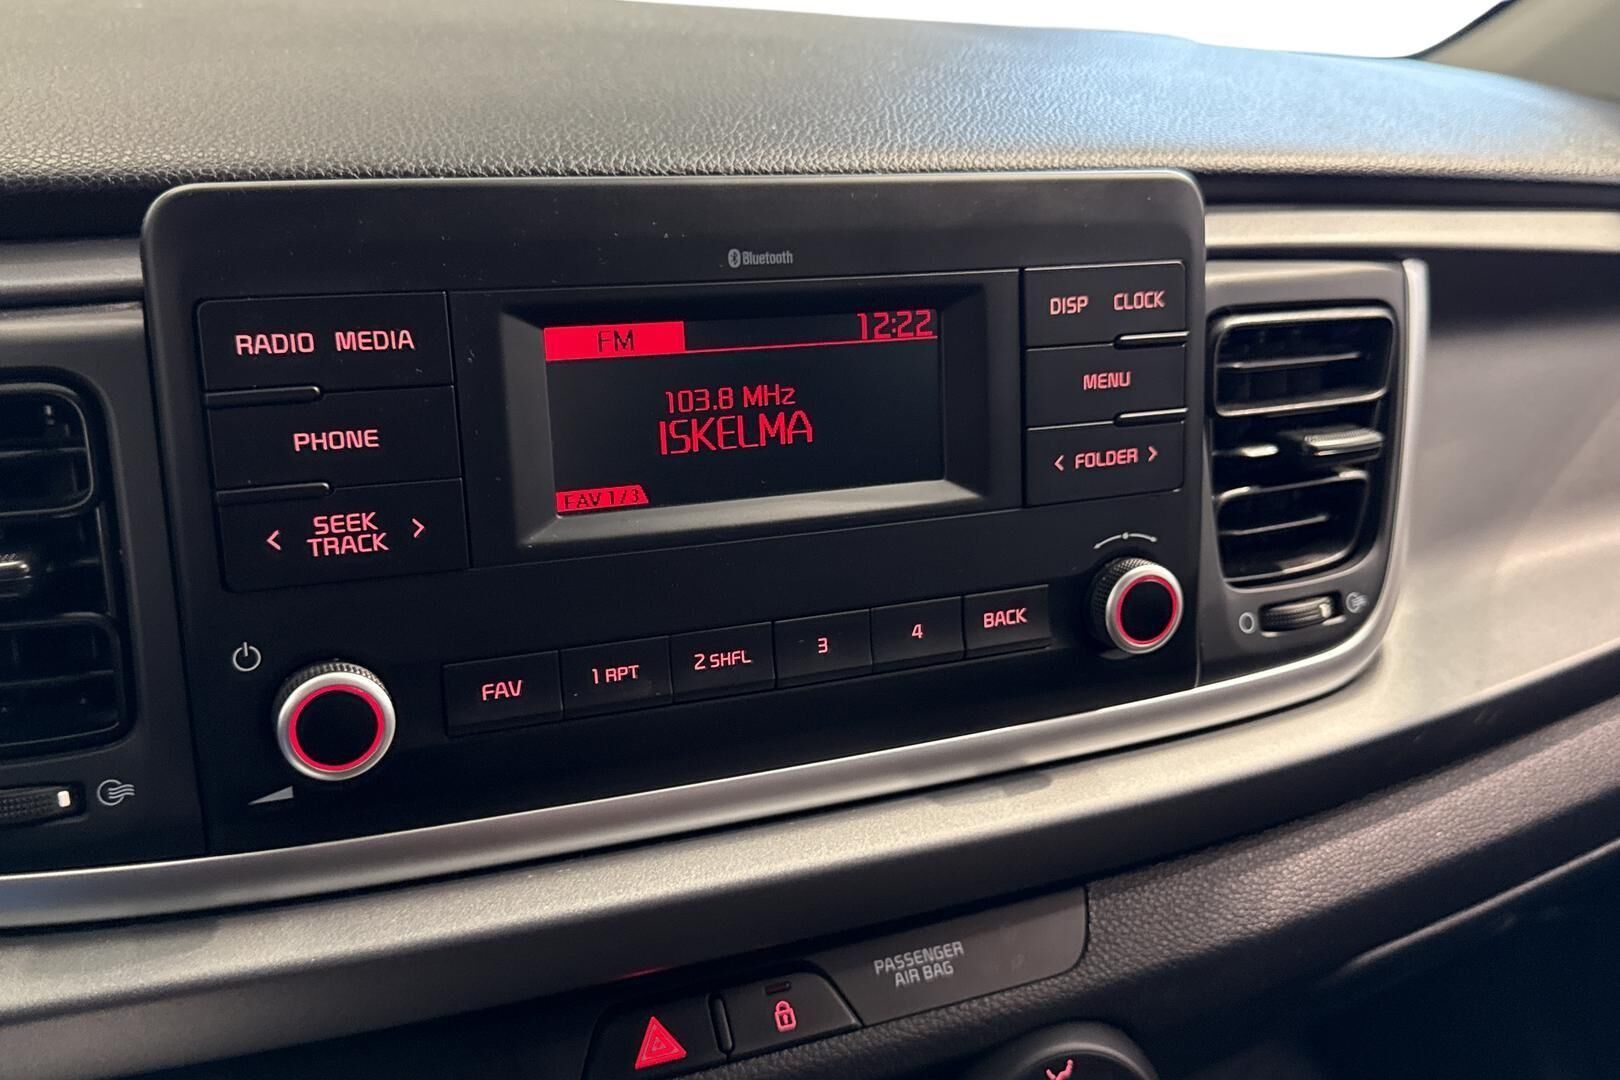 Bluetooth
RADIO MEDIA
PHONE
< SEEK >
TRACK
FM 12:22
103.8 MHz
ISKELMA
FAV 1/3
DISP CLOCK
MENU
< FOLDER >
FAV 1 RPT 2 SHFL 3 4 BACK
PASSENGER
AIR BAG